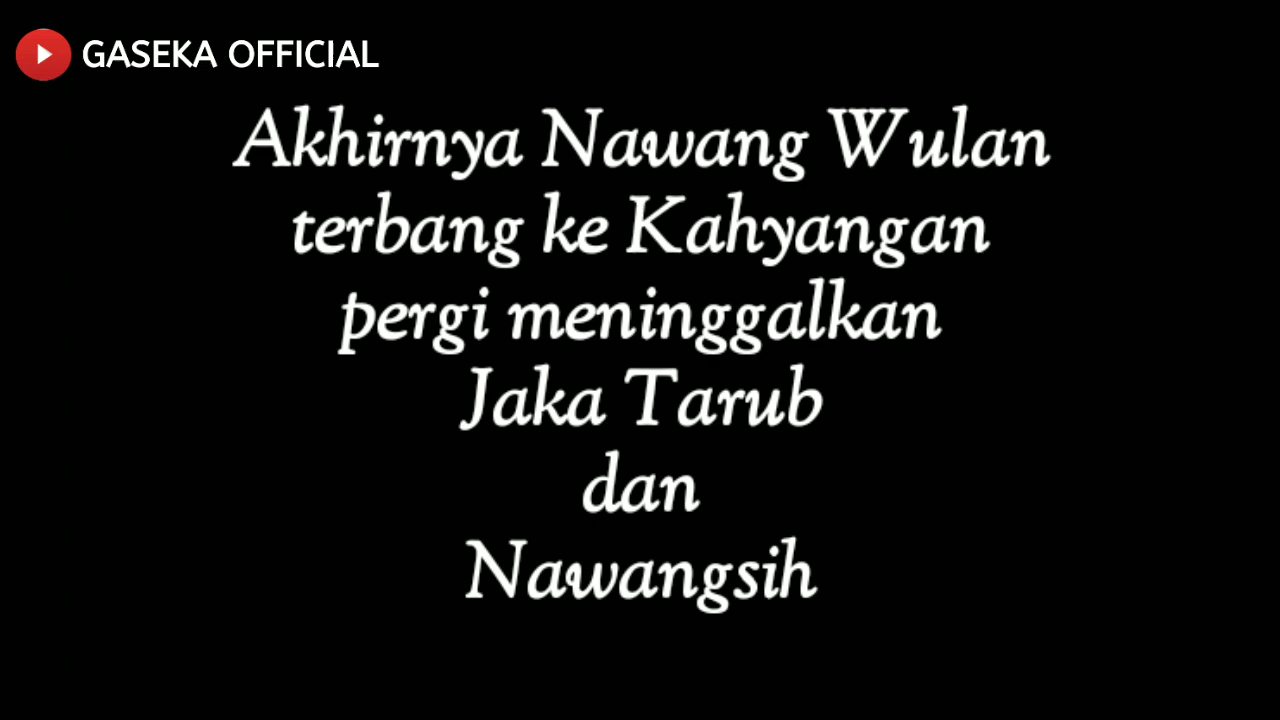 GASEKA OFFICIAL
Akhirnya Nawang Wulan
terbang ke Kahyangan
pergi meninggalkan
Jaka Tarub
dan
Nawangsih